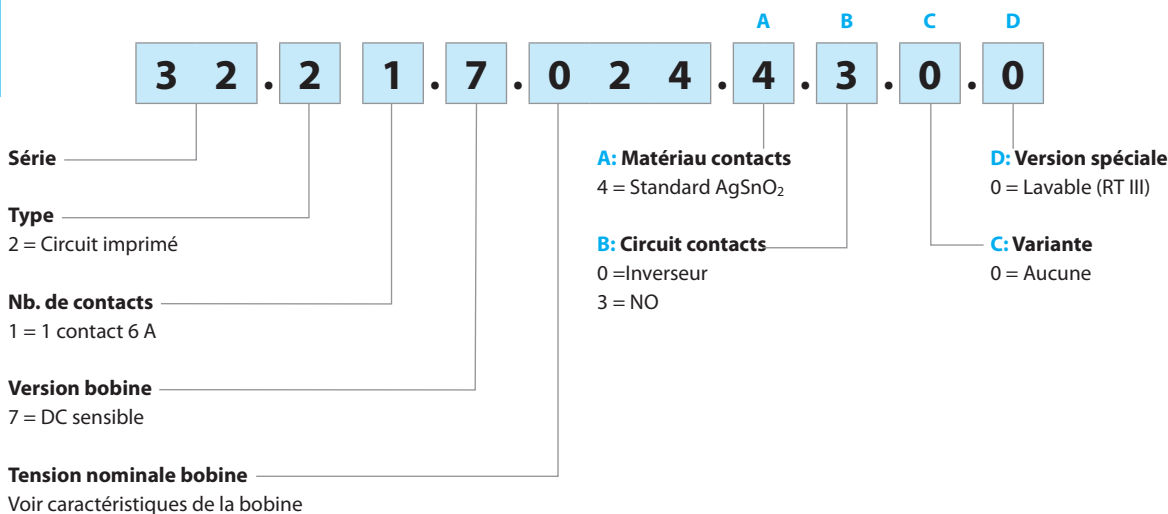 A B C D
3 2 . 2 1 . 7 . 0 2 4 . 4 . 3 . 0 . 0
Série
Type
2 = Circuit imprimé
Nb. de contacts
1 = 1 contact 6 A
Version bobine
7 = DC sensible
Tension nominale bobine
Voir caractéristiques de la bobine
A: Matériau contacts
4 = Standard AgSnO₂
B: Circuit contacts
0 =Inverseur
3 = NO
D: Version spéciale
0 = Lavable (RT III)
C: Variante
0 = Aucune